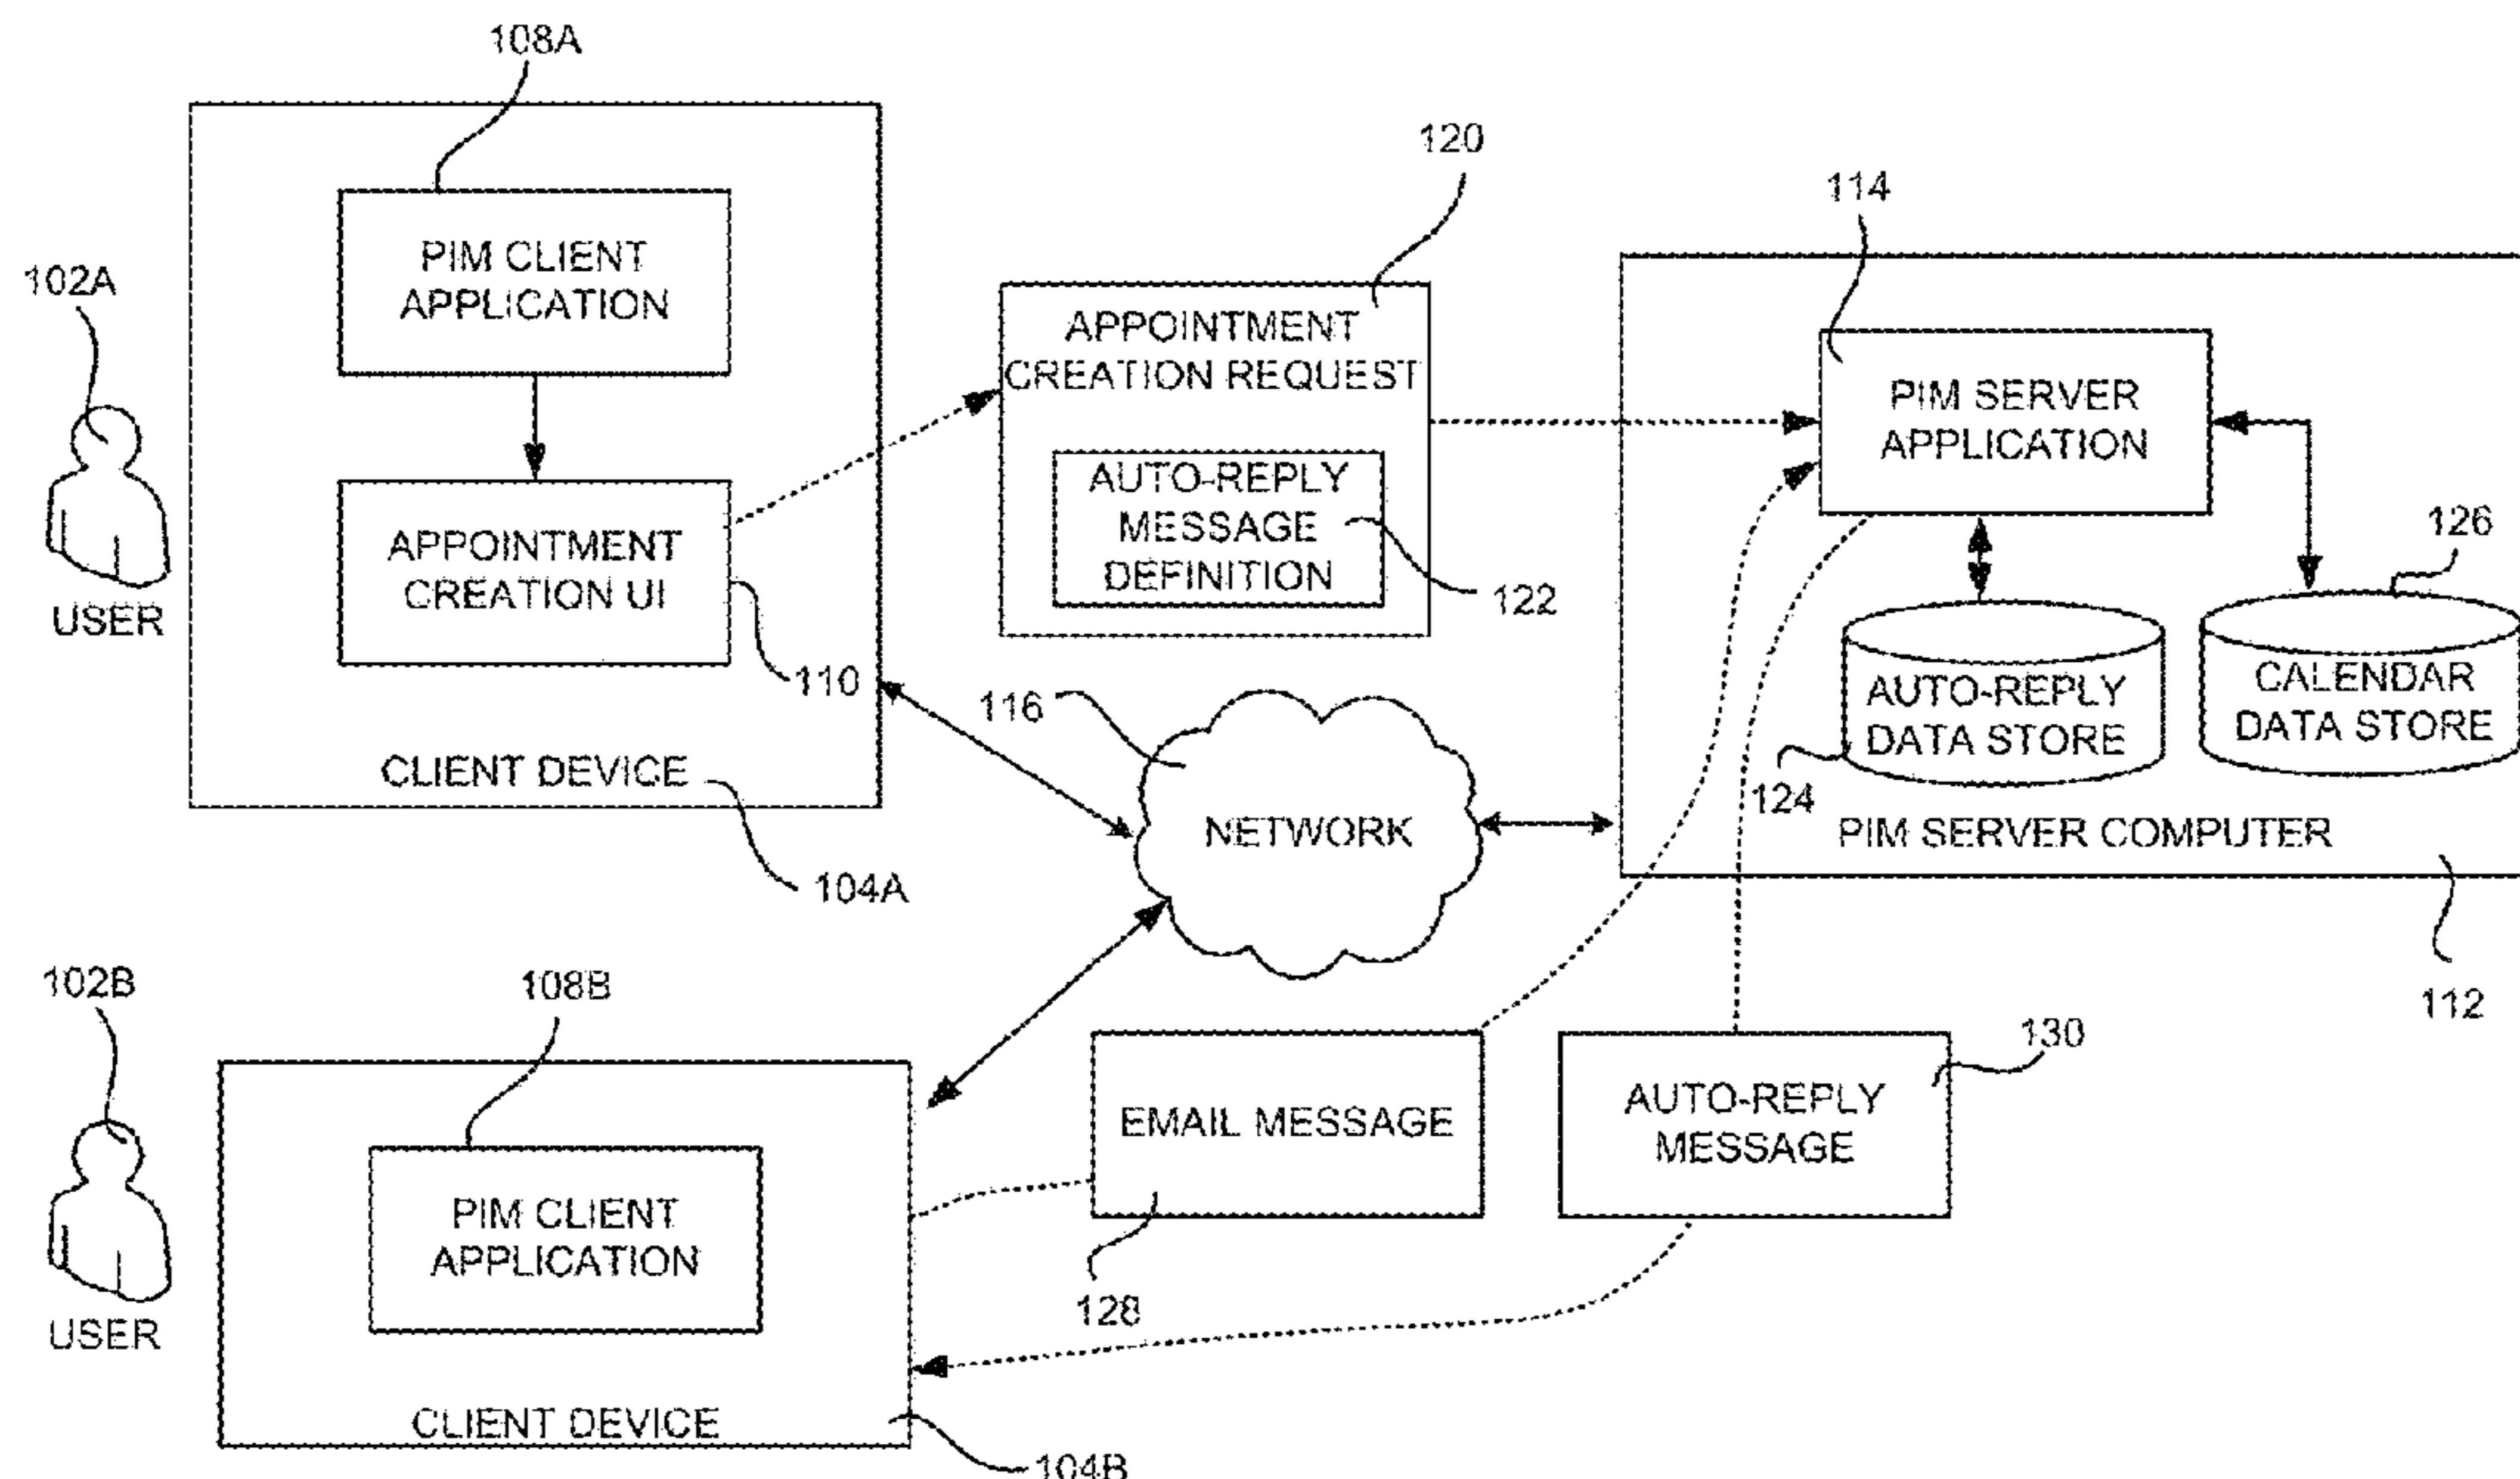 108A
120
114
102A
PIM CLIENT
APPLICATION
APPOINTMENT
CREATION REQUEST
PIM SERVER
APPLICATION
AUTO-REPLY
MESSAGE
DEFINITION
126
APPOINTMENT
CREATION UI
122
USER
110
116
AUTO-REPLY
DATA STORE
CALENDAR
DATA STORE
CLIENT DEVICE
124
NETWORK
PIM SERVER COMPUTER
104A
102B
108B
112
130
EMAIL MESSAGE
AUTO-REPLY
MESSAGE
PIM CLIENT
APPLICATION
128
USER
CLIENT DEVICE
104B